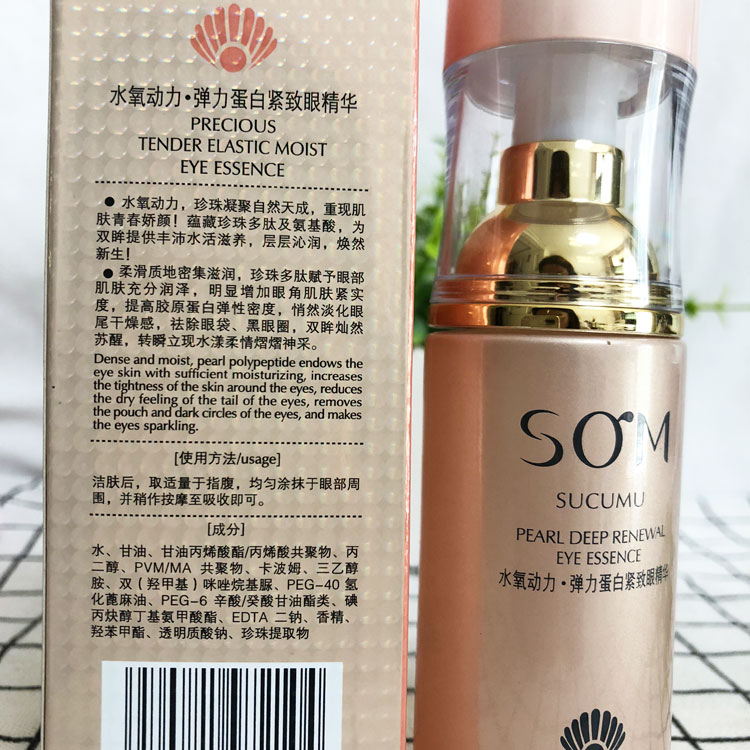 水氧动力·弹力蛋白紧致眼精华
PRECIOUS
TENDER ELASTIC MOIST
EYE ESSENCE
● 水氧动力，珍珠凝聚自然天成，重现肌
肤青春娇颜！蕴藏珍珠多肽及氨基酸，为
双眸提供丰沛水活滋养，层层沁润，焕然
新生！
● 柔滑质地密集滋润，珍珠多肽赋予眼部
肌肤充分润泽，明显增加眼角肌肤紧实
度，提高胶原蛋白弹性密度，悄然淡化眼
尾干燥感，祛除眼袋、黑眼圈，双眸灿然
苏醒，转瞬立现水漾柔情熠熠神采。
Dense and moist, pearl polypeptide endows the
eye skin with sufficient moisturizing, increases
the tightness of the skin around the eyes, reduces
the dry feeling of the tail of the eyes, removes
the pouch and dark circles of the eyes, and makes
the eyes sparkling.
[使用方法/usage]
洁肤后，取适量于指腹，均匀涂抹于眼部周
围，并稍作按摩至吸收即可。
[成分]
水、甘油、甘油丙烯酸酯/丙烯酸共聚物、丙
二醇、PVM/MA 共聚物、卡波姆、三乙醇
胺、双（羟甲基）咪唑烷基脲、PEG-40 氢
化蓖麻油、PEG-6 辛酸/癸酸甘油酯类、碘
丙炔醇丁基氨甲酸酯、EDTA 二钠、香精、
羟苯甲酯、透明质酸钠、珍珠提取物
SOM
SUCUMU
PEARL DEEP RENEWAL
EYE ESSENCE
水氧动力·弹力蛋白紧致眼精华